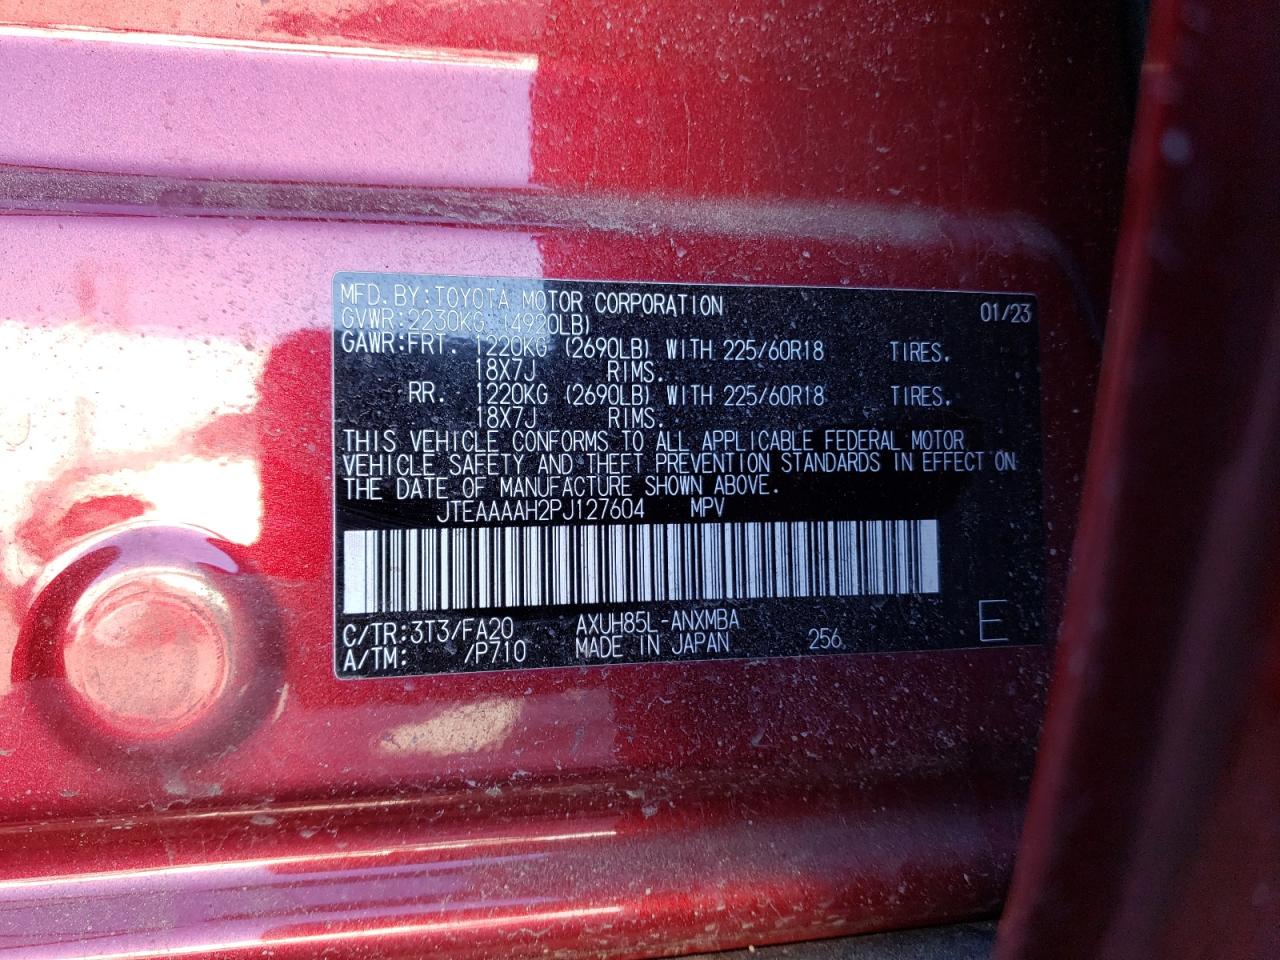 MFD.BY:TOYOTA MOTOR CORPORATION 01/23
GVWR:2230KG (4920LB)
GAWR:FRT. 1220KG (2690LB) WITH 225/60R18 TIRES.
18X7J RIMS.
RR. 1220KG (2690LB) WITH 225/60R18 TIRES.
18X7J RIMS.
THIS VEHICLE CONFORMS TO ALL APPLICABLE FEDERAL MOTOR
VEHICLE SAFETY AND THEFT PREVENTION STANDARDS IN EFFECT ON
THE DATE OF MANUFACTURE SHOWN ABOVE.
JTEAAAAH2PJ127604 MPV
C/TR:3T3/FA20 AXUH85L-ANXMBA
A/TM: /P710 MADE IN JAPAN 256 E